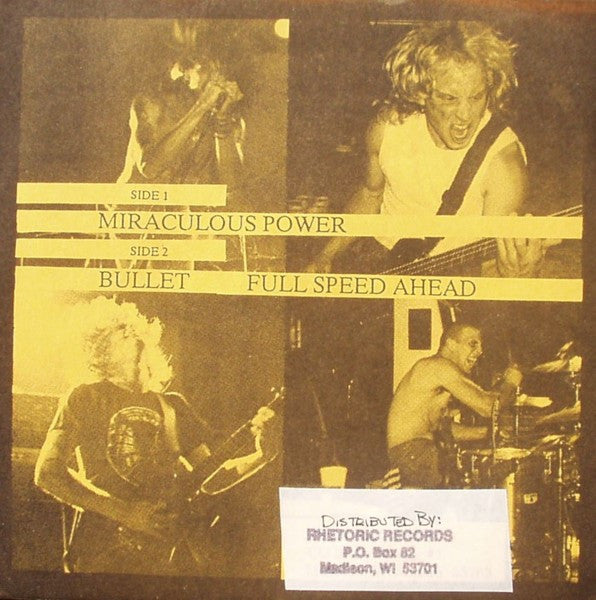 SIDE 1
MIRACULOUS POWER
SIDE 2
BULLET FULL SPEED AHEAD
DISTRIBUTED BY:
RHETORIC RECORDS
P.O. Box 82
Madison, WI 53701